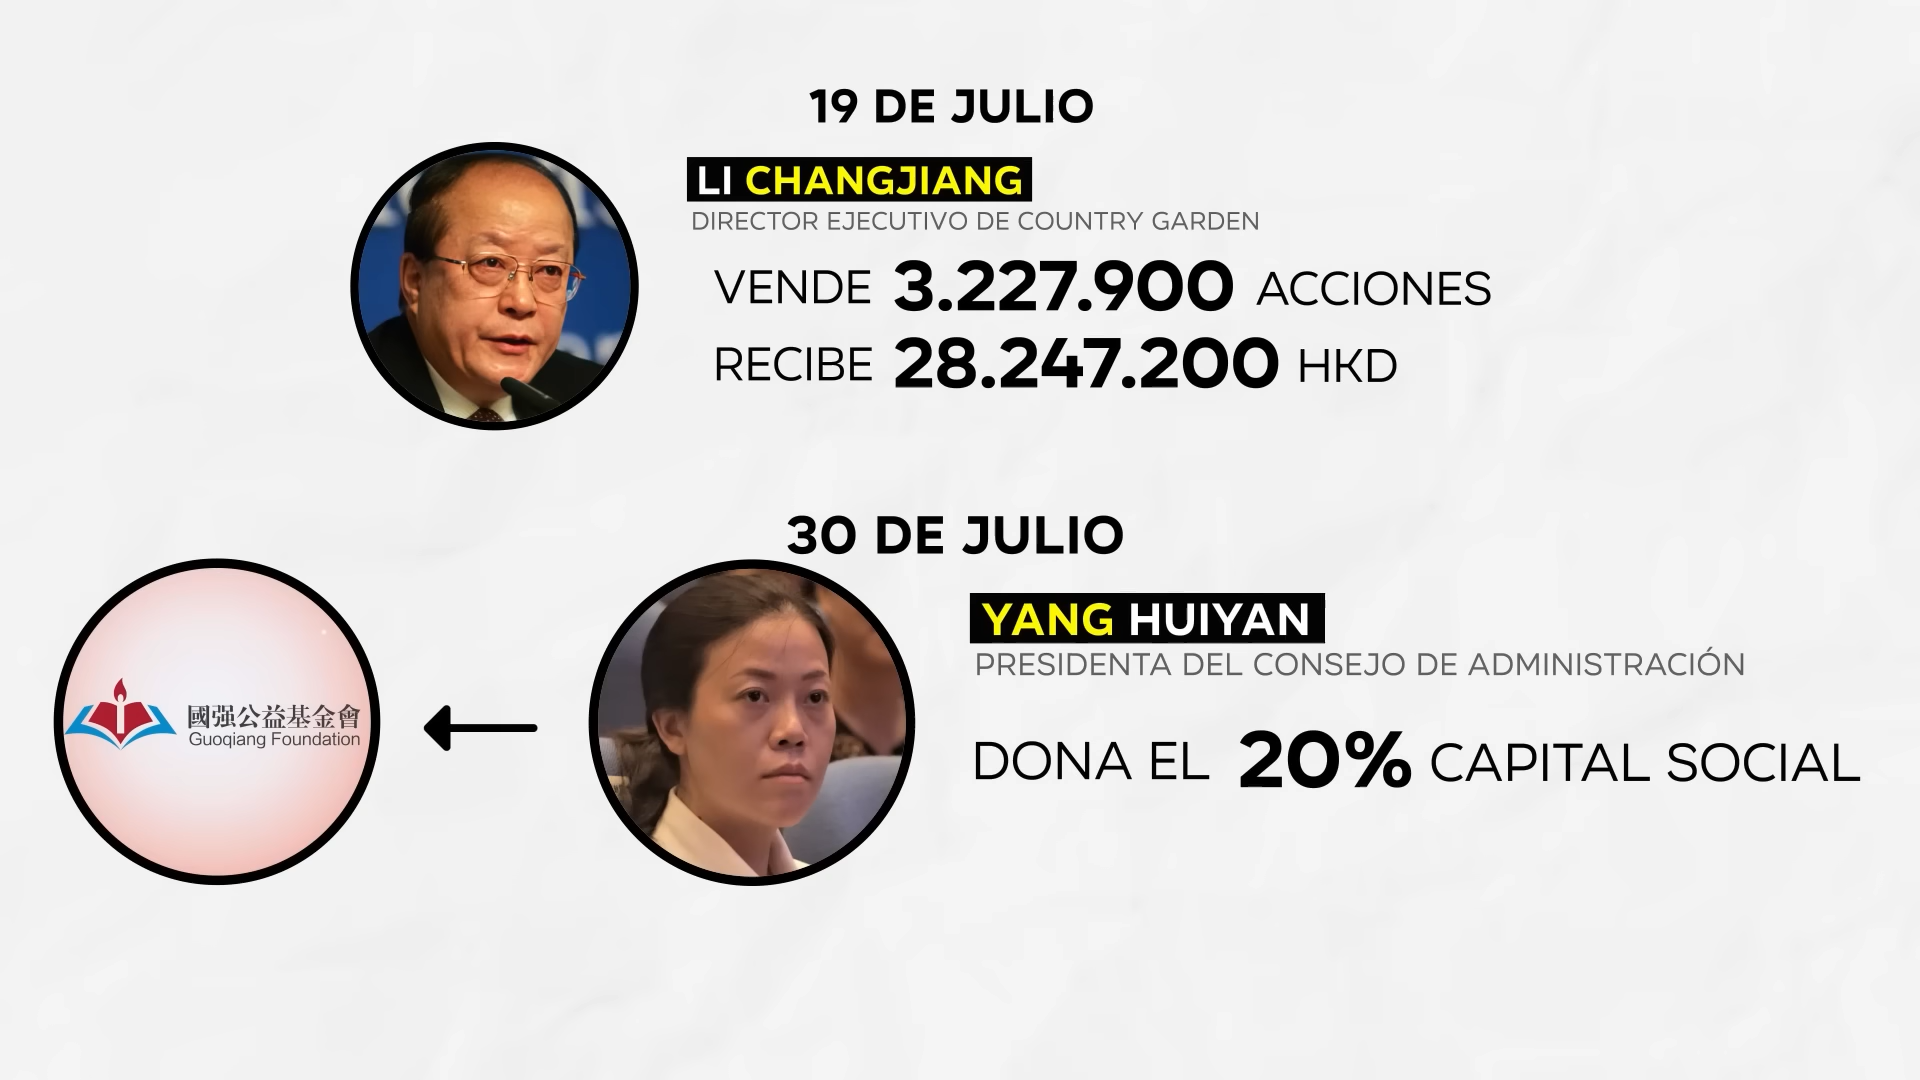 19 DE JULIO
LI CHANGJIANG
DIRECTOR EJECUTIVO DE COUNTRY GARDEN
VENDE 3.227.900 ACCIONES
RECIBE 28.247.200 HKD
30 DE JULIO
國强公益基金會
Guoqiang Foundation
YANG HUIYAN
PRESIDENTA DEL CONSEJO DE ADMINISTRACIÓN
DONA EL 20% CAPITAL SOCIAL